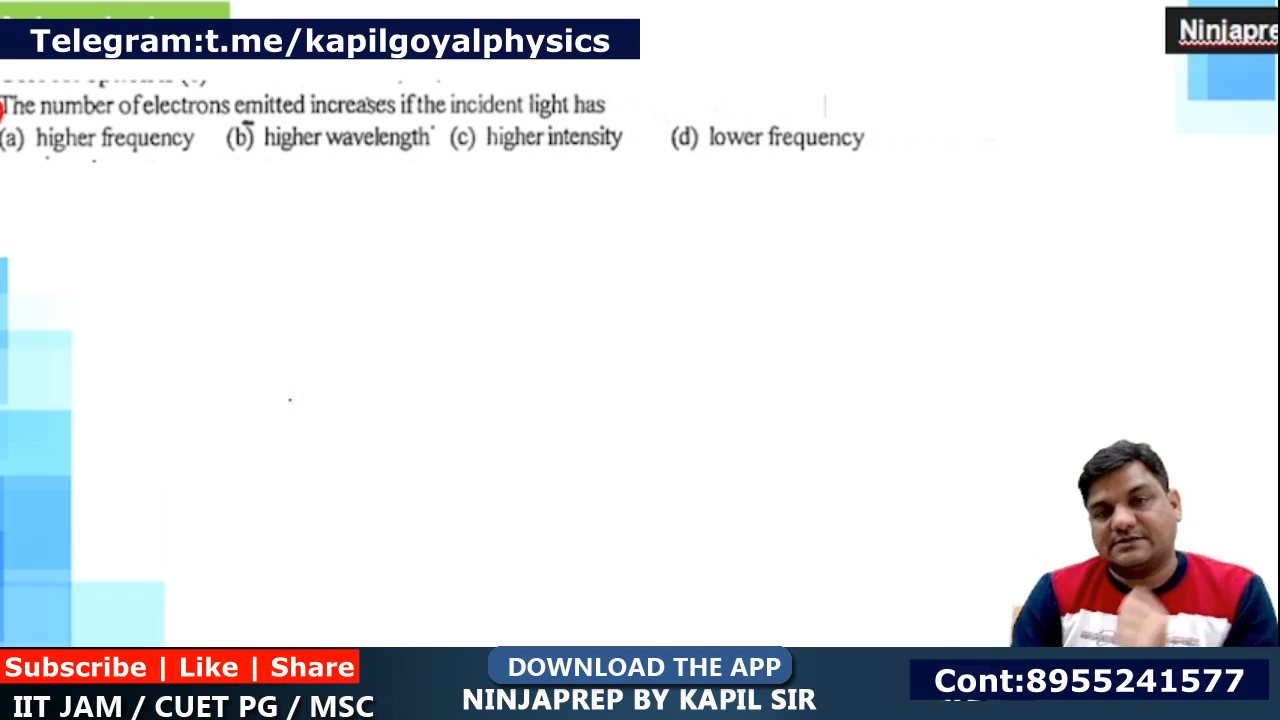 Telegram:t.me/kapilgoyalphysics
Ninjapre
The number of electrons emitted increases if the incident light has
(a) higher frequency (b) higher wavelength (c) higher intensity (d) lower frequency
Subscribe | Like | Share
DOWNLOAD THE APP
Cont:8955241577
IIT JAM / CUET PG / MSC
NINJAPREP BY KAPIL SIR